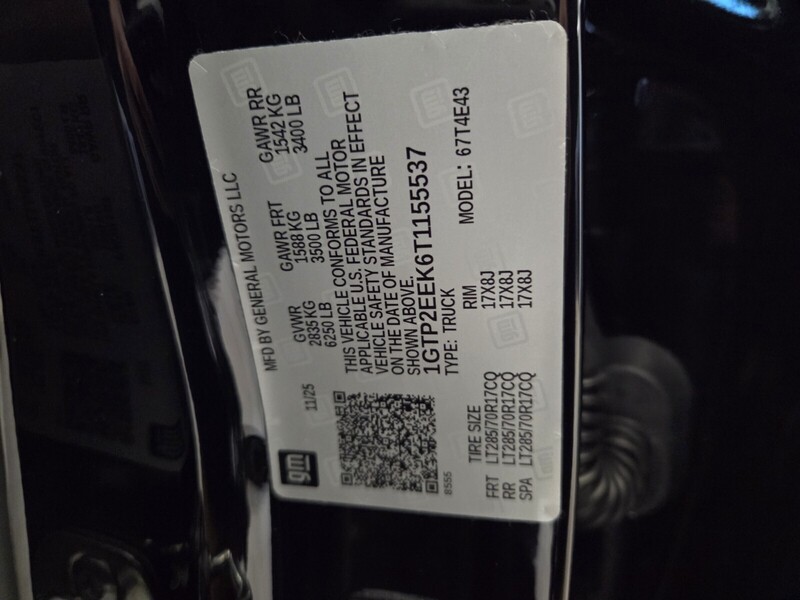 gm
11/25
MFD BY GENERAL MOTORS LLC
GVWR GAWR FRT GAWR RR
2835 KG 1588 KG 1542 KG
6250 LB 3500 LB 3400 LB
THIS VEHICLE CONFORMS TO ALL
APPLICABLE U.S. FEDERAL MOTOR
VEHICLE SAFETY STANDARDS IN EFFECT
ON THE DATE OF MANUFACTURE
SHOWN ABOVE.
1GTP2EEK6T1155537
TYPE: TRUCK MODEL: 67T4E43
8555
TIRE SIZE RIM
FRT LT285/70R17CQ 17X8J
RR LT285/70R17CQ 17X8J
SPA LT285/70R17CQ 17X8J